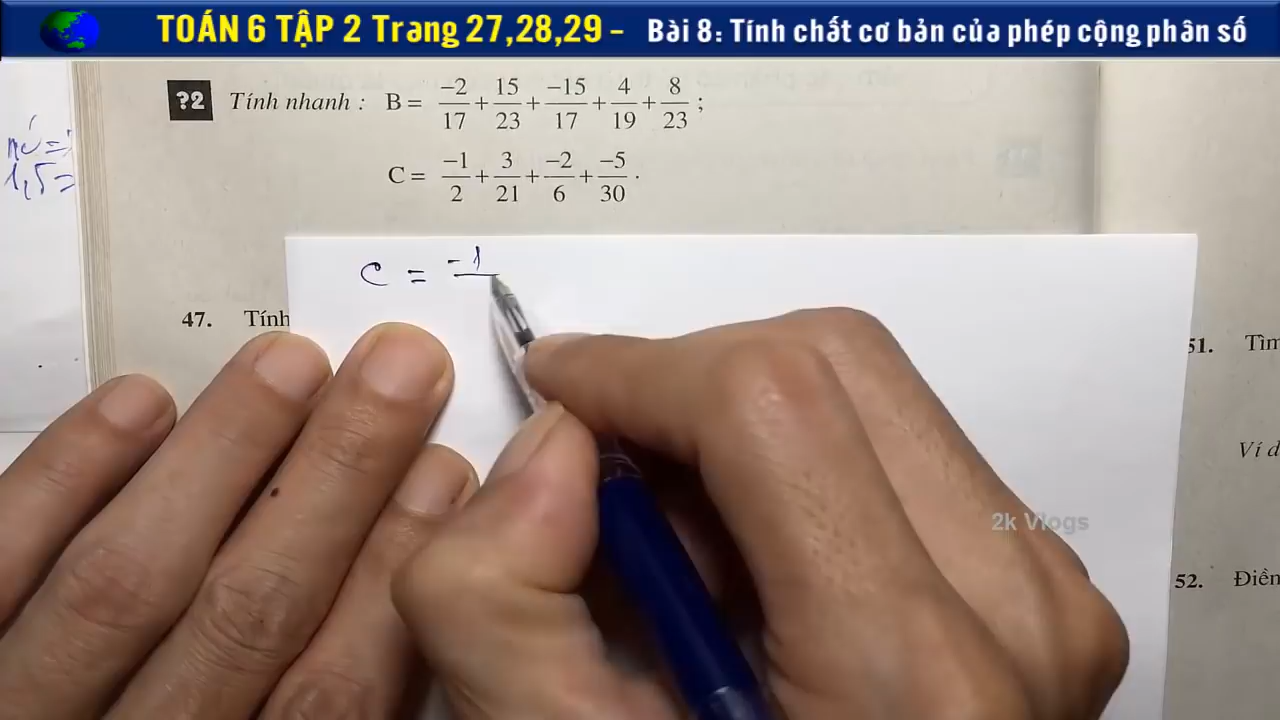 TOÁN 6 TẬP 2 Trang 27,28,29 - Bài 8: Tính chất cơ bản của phép cộng phân số
?2 Tính nhanh : B = -2/17 + 15/23 + -15/17 + 4/19 + 8/23 ;
C = -1/2 + 3/21 + -2/6 + -5/30 .
C = -1
47. Tính
51. Tìm
Ví d
2k Vlogs
52. Điền